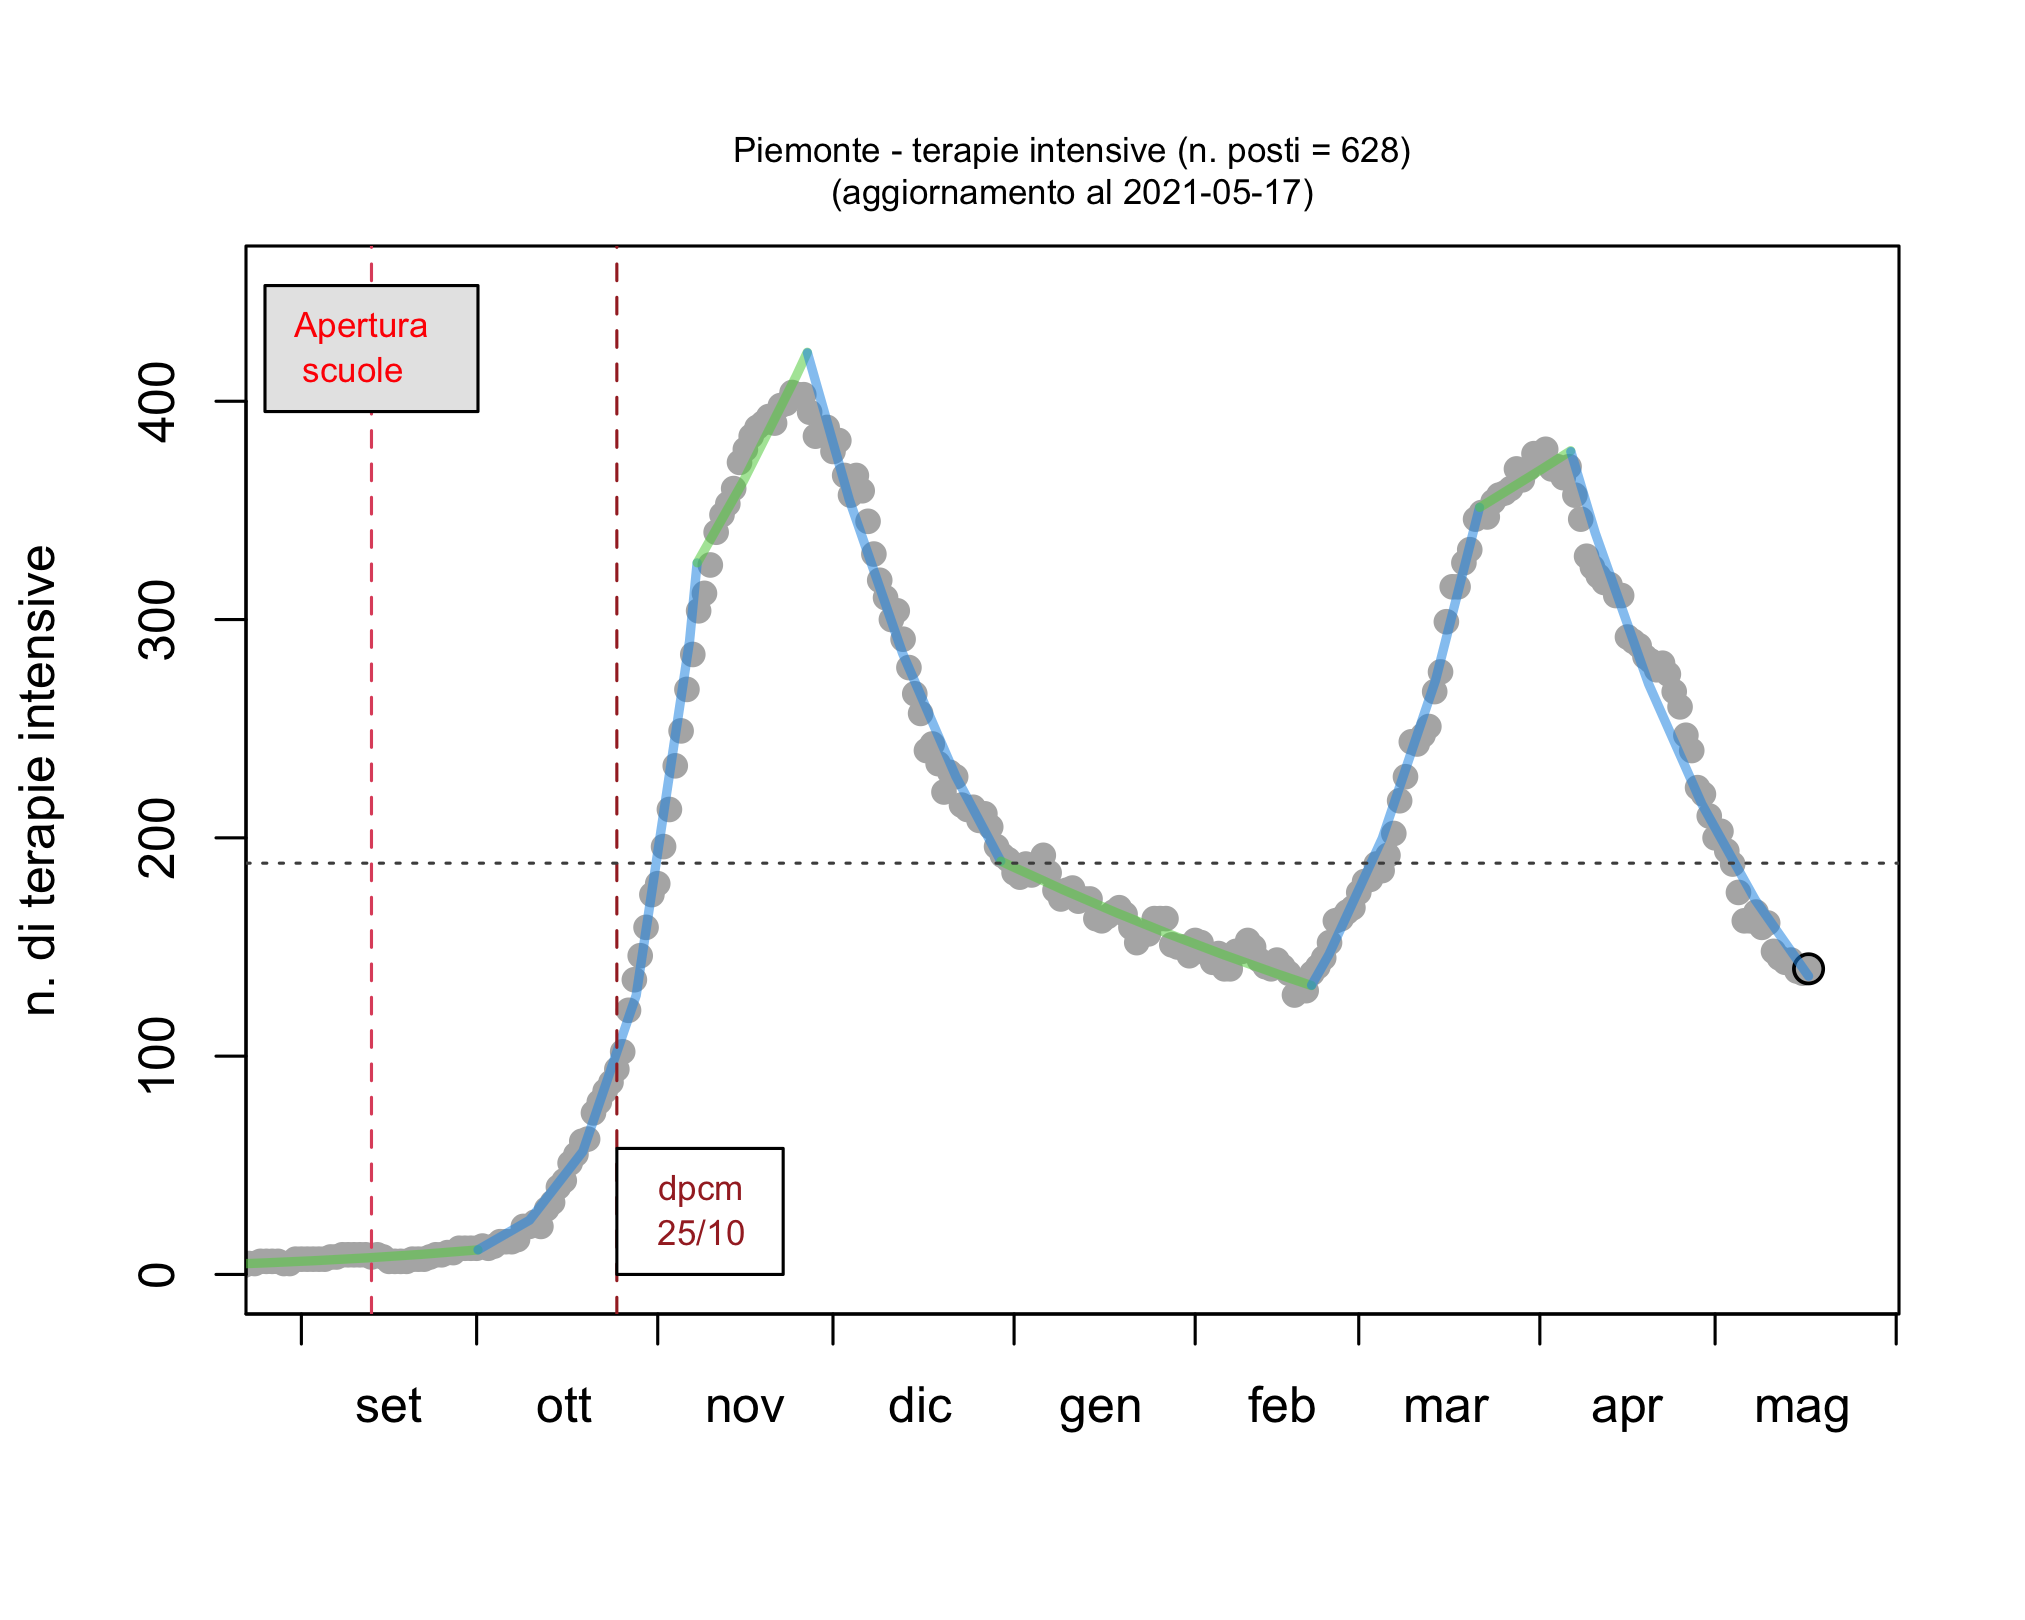 Piemonte - terapie intensive (n. posti = 628)
(aggiornamento al 2021-05-17)
Apertura
scuole
n. di terapie intensive
400
300
200
100
0
dpcm
25/10
set ott nov dic gen feb mar apr mag